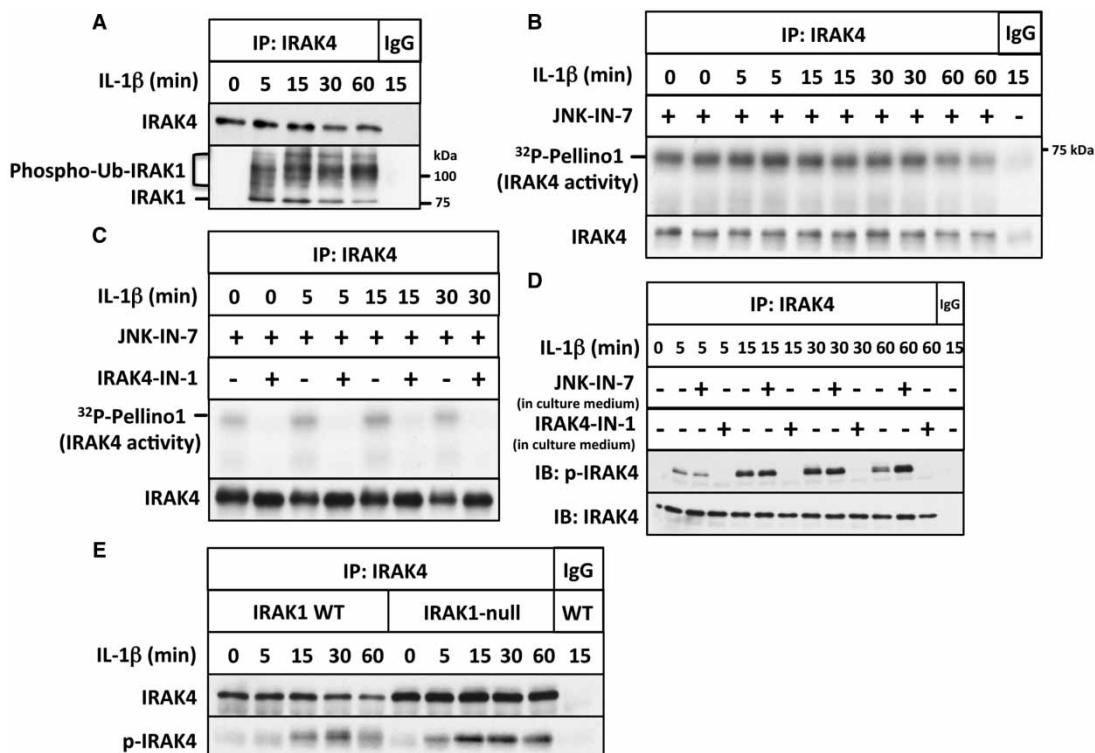 A
IP: IRAK4 IgG
IL-1β (min) 0 5 15 30 60 15
IRAK4
Phospho-Ub-IRAK1
kDa
100
IRAK1
75
B
IP: IRAK4 IgG
IL-1β (min) 0 0 5 5 15 15 30 30 60 60 15
JNK-IN-7 + + + + + + + + + + -
³²P-Pellino1
(IRAK4 activity)
75 kDa
IRAK4
C
IP: IRAK4
IL-1β (min) 0 0 5 5 15 15 30 30
JNK-IN-7 + + + + + + + +
IRAK4-IN-1 - + - + - + - +
³²P-Pellino1
(IRAK4 activity)
IRAK4
D
IP: IRAK4 IgG
IL-1β (min) 0 5 5 5 15 15 15 30 30 30 60 60 60 15
JNK-IN-7 - - + - - + - - + - - + - -
(in culture medium)
IRAK4-IN-1 - - - + - - + - - + - - + -
(in culture medium)
IB: p-IRAK4
IB: IRAK4
E
IP: IRAK4 IgG
IRAK1 WT IRAK1-null WT
IL-1β (min) 0 5 15 30 60 0 5 15 30 60 15
IRAK4
p-IRAK4